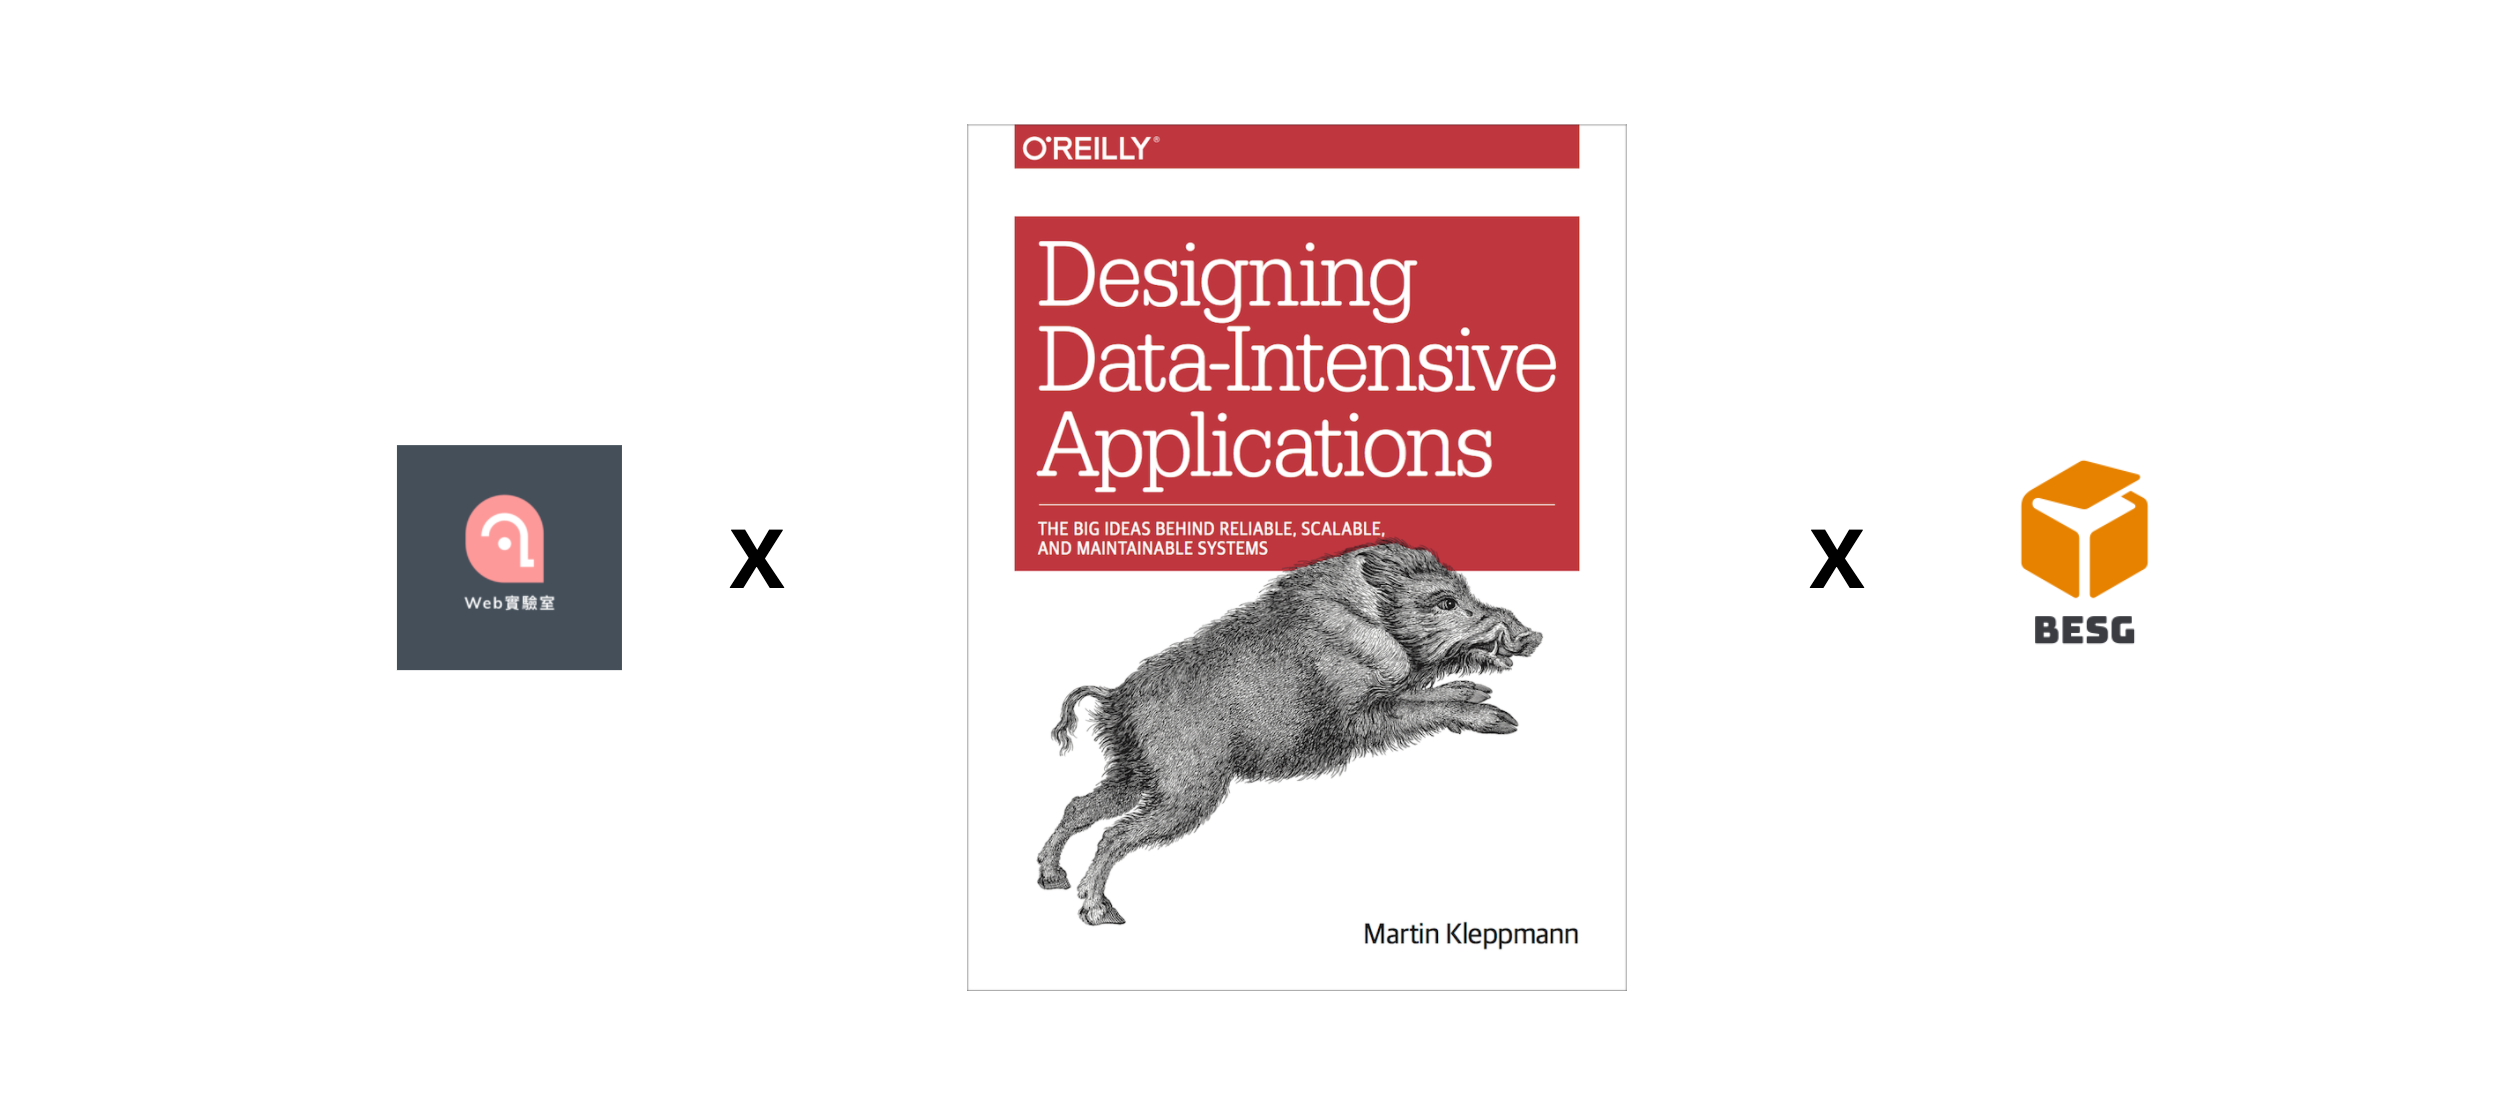 Web實驗室
X
O'REILLY®
Designing
Data-Intensive
Applications
THE BIG IDEAS BEHIND RELIABLE, SCALABLE,
AND MAINTAINABLE SYSTEMS
Martin Kleppmann
X
BESG